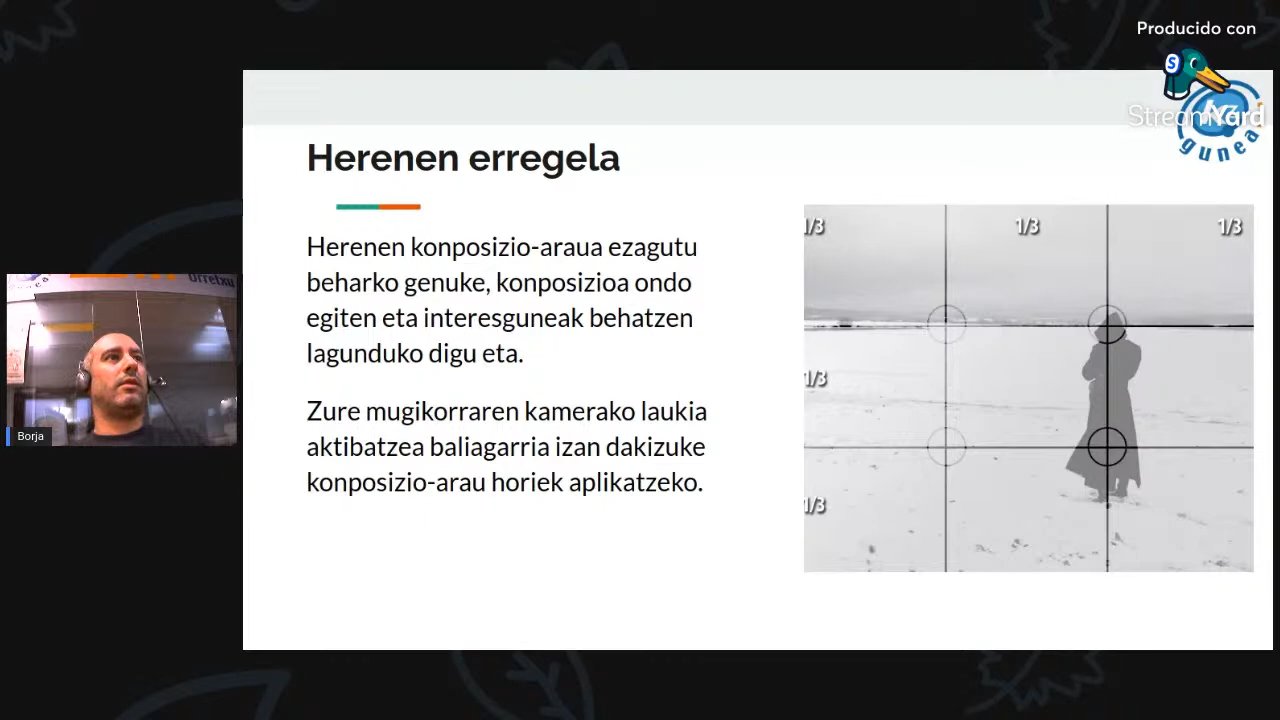 Producido con
StreamYard
KZ
gunea
Herenen erregela
Herenen konposizio-araua ezagutu
beharko genuke, konposizioa ondo
egiten eta interesguneak behatzen
lagunduko digu eta.
Zure mugikorraren kamerako laukia
aktibatzea baliagarria izan dakizuke
konposizio-arau horiek aplikatzeko.
1/3
1/3
1/3
1/3
1/3
Urretxu
Borja